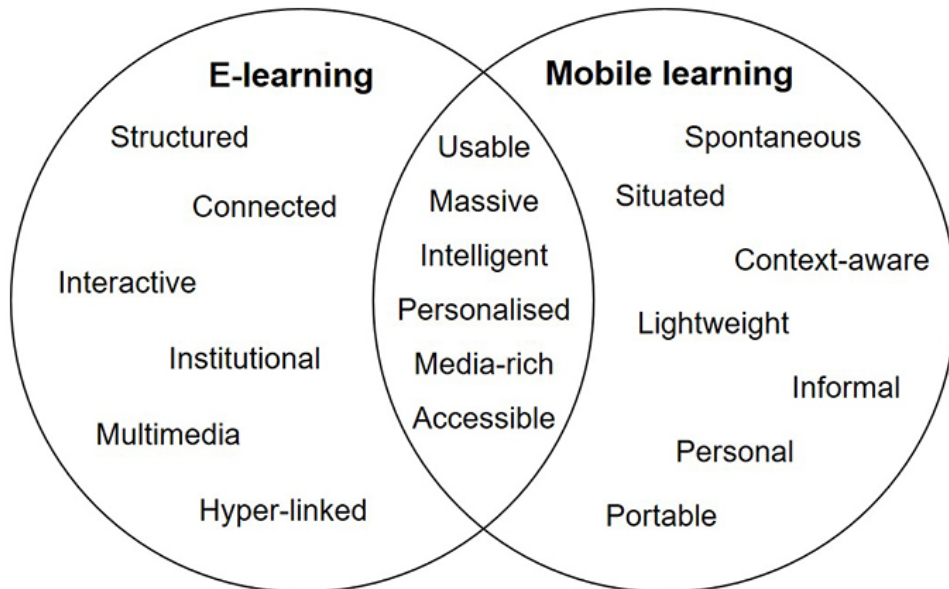 E-learning
Structured
Connected
Interactive
Institutional
Multimedia
Hyper-linked
Usable
Massive
Intelligent
Personalised
Media-rich
Accessible
Mobile learning
Spontaneous
Situated
Context-aware
Lightweight
Informal
Personal
Portable